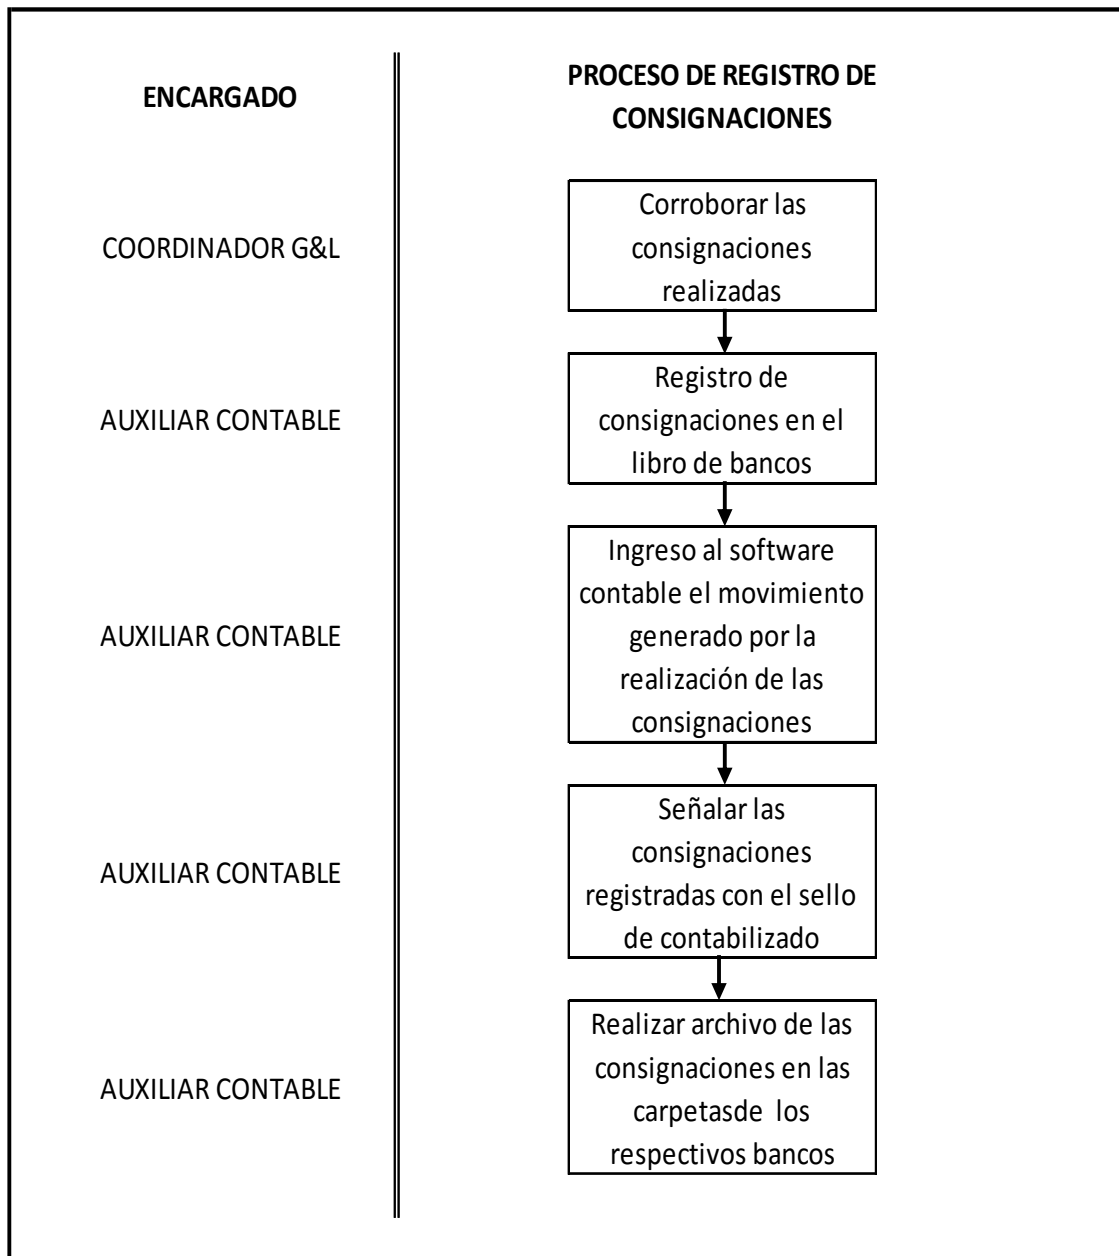 ENCARGADO
PROCESO DE REGISTRO DE
CONSIGNACIONES
COORDINADOR G&L
Corroborar las
consignaciones
realizadas
AUXILIAR CONTABLE
Registro de
consignaciones en el
libro de bancos
AUXILIAR CONTABLE
Ingreso al software
contable el movimiento
generado por la
realización de las
consignaciones
AUXILIAR CONTABLE
Señalar las
consignaciones
registradas con el sello
de contabilizado
AUXILIAR CONTABLE
Realizar archivo de las
consignaciones en las
carpetasde los
respectivos bancos